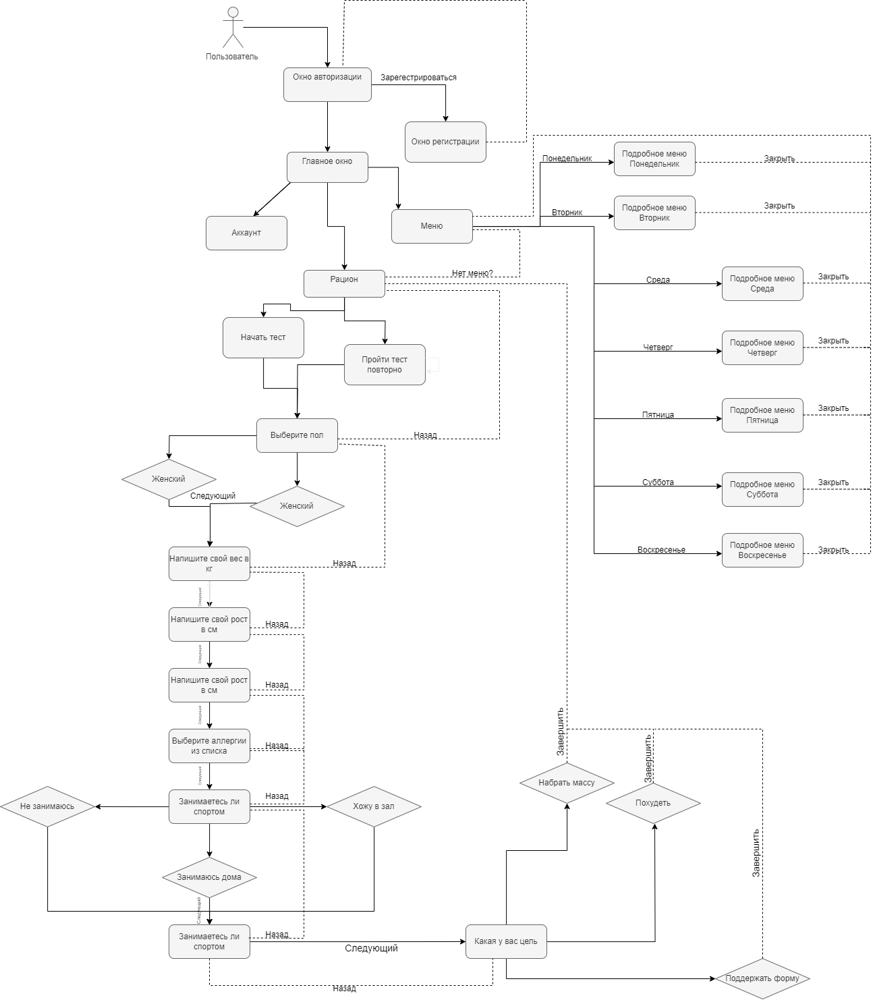 Пользователь
Окно авторизации
Зарегестрироваться
Окно регистрации
Главное окно
Понедельник
Подробное меню
Понедельник
Закрыть
Вторник
Подробное меню
Вторник
Закрыть
Аккаунт
Меню
Нет меню?
Рацион
Среда
Подробное меню
Среда
Закрыть
Начать тест
Пройти тест
повторно
Четверг
Подробное меню
Четверг
Закрыть
Пятница
Подробное меню
Пятница
Закрыть
Выберите пол
Назад
Женский
Следующий
Женский
Суббота
Подробное меню
Суббота
Закрыть
Воскресенье
Подробное меню
Воскресенье
Закрыть
Напишите свой вес в
кг
Назад
Следующий
Напишите свой рост
в см
Назад
Следующий
Напишите свой рост
в см
Назад
Следующий
Выберите аллергии
из списка
Назад
Следующий
Завершить
Завершить
Набрать массу
Похудеть
Не занимаюсь
Занимаетесь ли
спортом
Назад
Хожу в зал
Завершить
Занимаюсь дома
Следующий
Занимаетесь ли
спортом
Назад
Следующий
Какая у вас цель
Поддержать форму
Назад